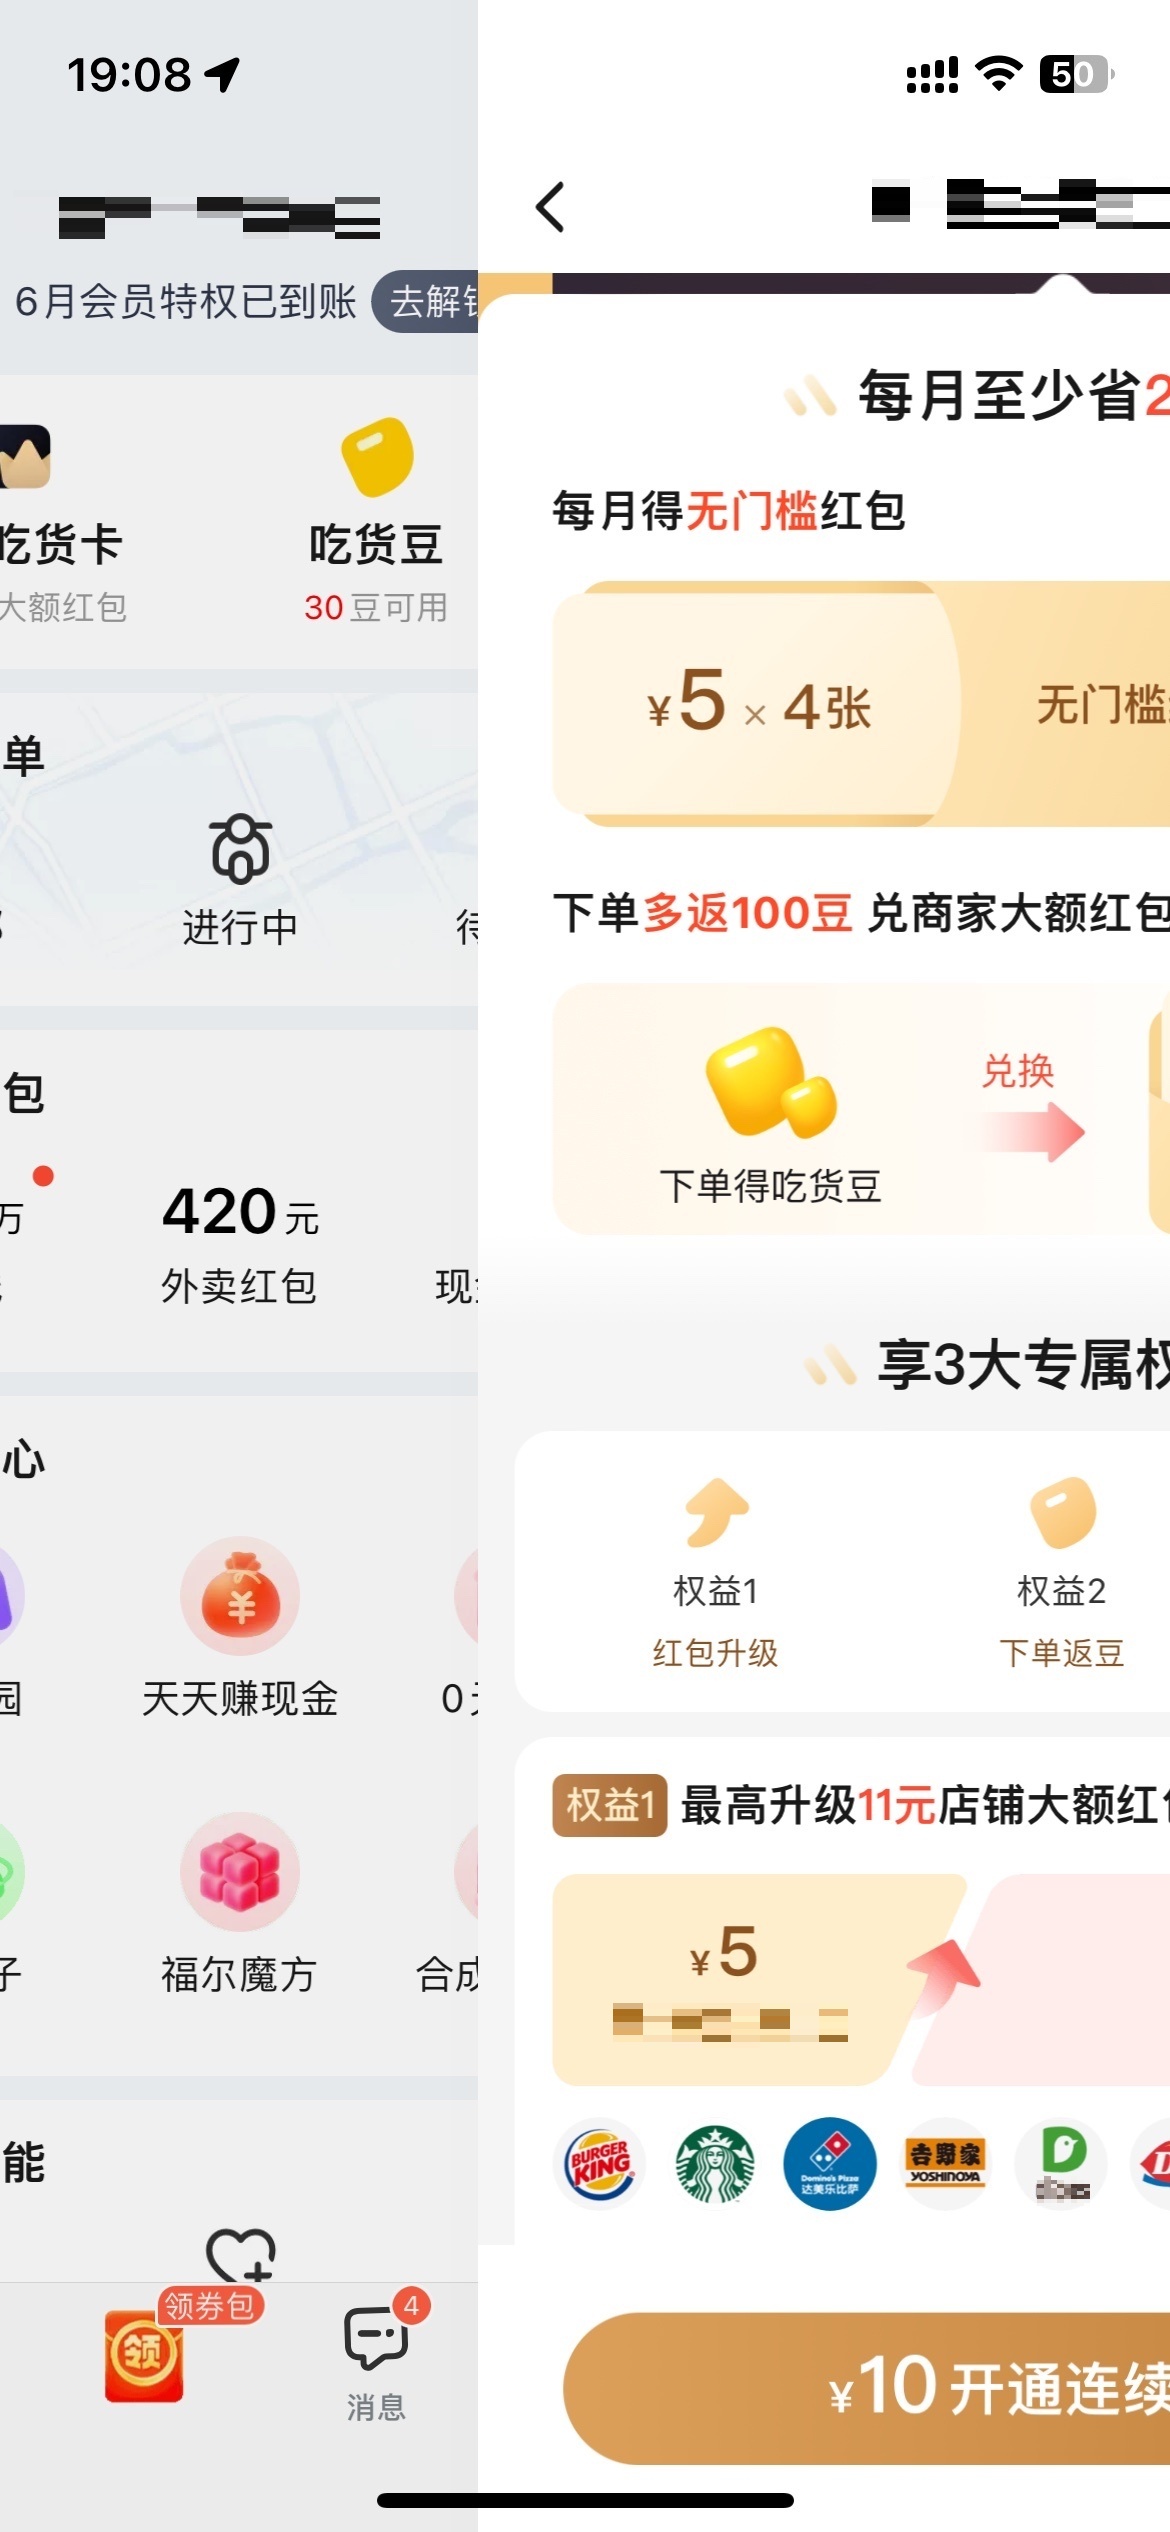 19:08
50
6月会员特权已到账
去解
吃货卡
大额红包
吃货豆
30豆可用
单
进行中
待
包
万
420元
外卖红包
现
心
园
天天赚现金
0
子
福尔魔方
合成
能
领券包
领
4
消息
每月至少省2
每月得无门槛红包
¥5×4张
无门槛
下单多返100豆 兑商家大额红包
下单得吃货豆
兑换
享3大专属权
权益1
红包升级
权益2
下单返豆
权益1 最高升级11元店铺大额红包
¥5
BURGER KING
Domino's Pizza
达美乐比萨
吉野家
YOSHINOYA
D
D
¥10开通连续